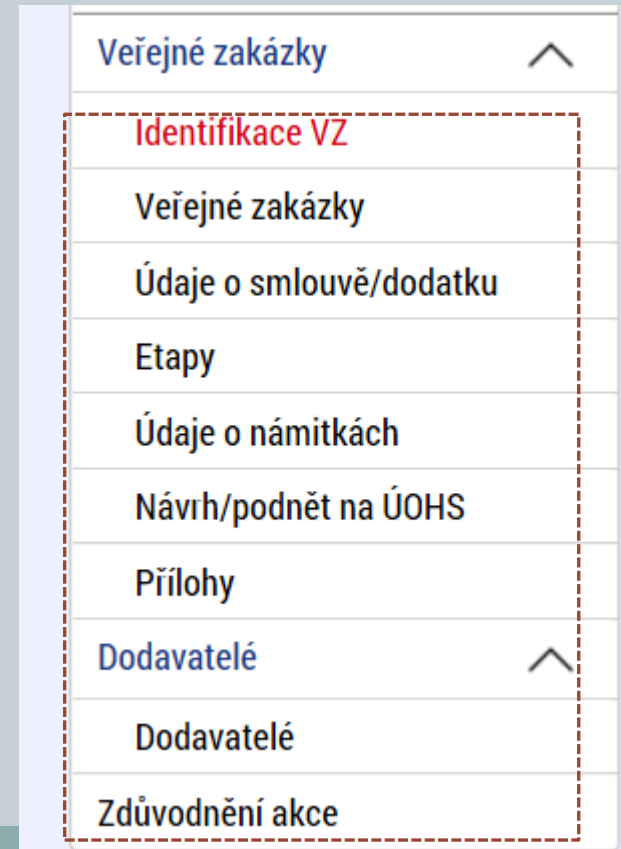 Veřejné zakázky
Identifikace VZ
Veřejné zakázky
Údaje o smlouvě/dodatku
Etapy
Údaje o námitkách
Návrh/podnět na ÚOHS
Přílohy
Dodavatelé
Dodavatelé
Zdůvodnění akce